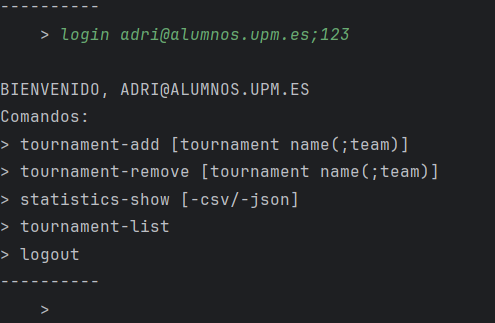 ----------
> login adri@alumnos.upm.es;123
BIENVENIDO, ADRI@ALUMNOS.UPM.ES
Comandos:
> tournament-add [tournament name(;team)]
> tournament-remove [tournament name(;team)]
> statistics-show [-csv/-json]
> tournament-list
> logout
----------
>